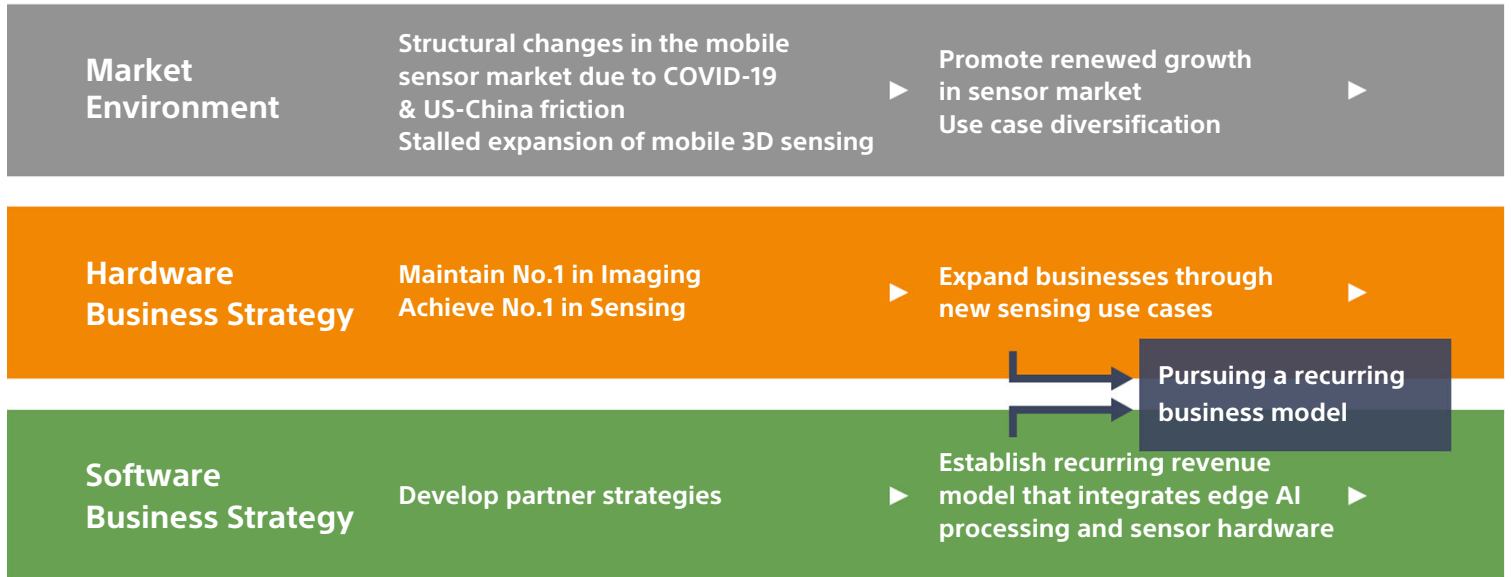 Market
Environment
Structural changes in the mobile
sensor market due to COVID-19
& US-China friction
Stalled expansion of mobile 3D sensing
Promote renewed growth
in sensor market
Use case diversification
Hardware
Business Strategy
Maintain No.1 in Imaging
Achieve No.1 in Sensing
Expand businesses through
new sensing use cases
Pursuing a recurring
business model
Software
Business Strategy
Develop partner strategies
Establish recurring revenue
model that integrates edge AI
processing and sensor hardware